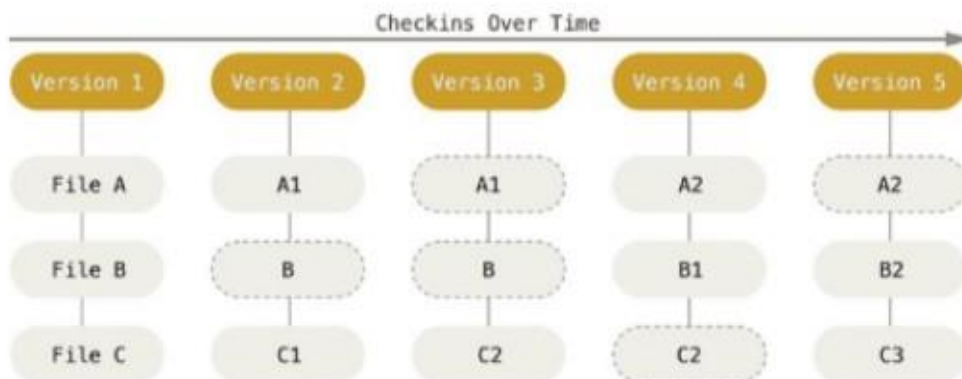 Checkins Over Time
Version 1 Version 2 Version 3 Version 4 Version 5
File A A1 A1 A2 A2
File B B B B1 B2
File C C1 C2 C2 C3